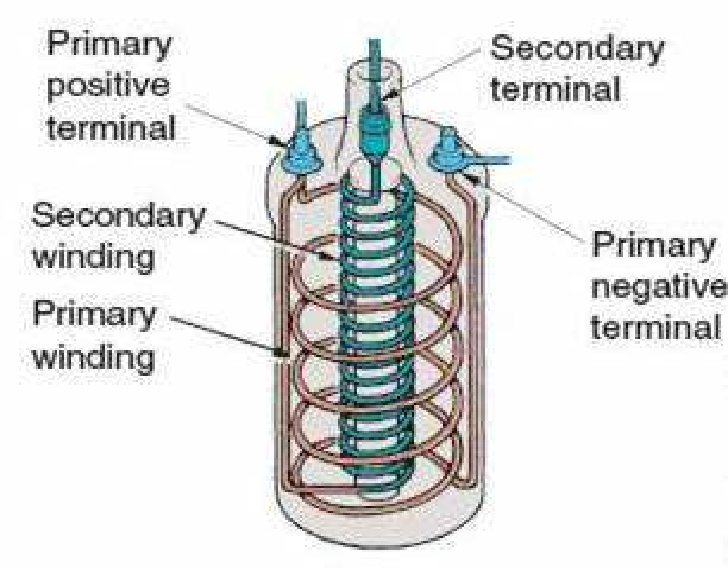 Primary
positive
terminal
Secondary
terminal
Secondary
winding
Primary
winding
Primary
negative
terminal